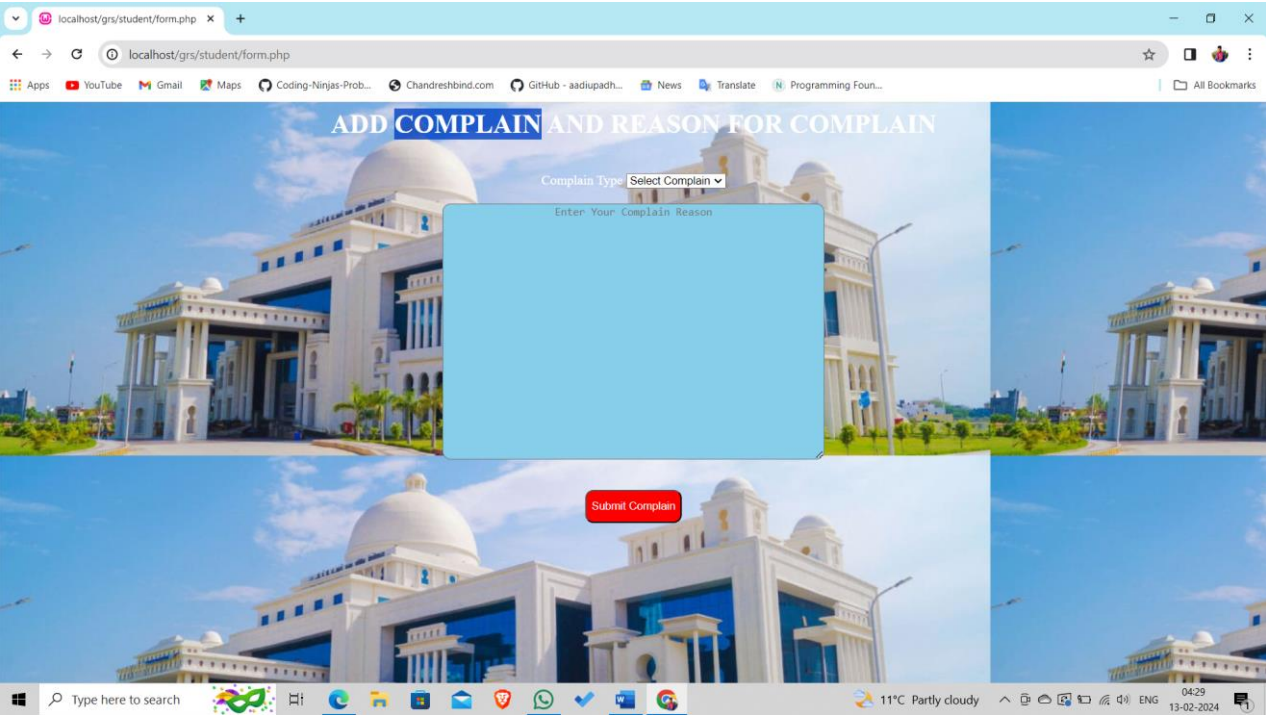 localhost/grs/student/form.php
localhost/grs/student/form.php
Apps YouTube Gmail Maps Coding-Ninjas-Prob... Chandreshbind.com GitHub - aadiupadh... News Translate Programming Foun... All Bookmarks
ADD COMPLAIN AND REASON FOR COMPLAIN
Complain Type Select Complain
Enter Your Complain Reason
Submit Complain
Type here to search 11°C Partly cloudy ENG 04:29
13-02-2024
1